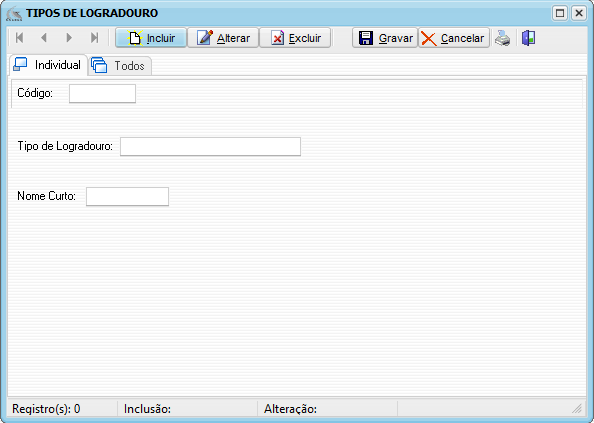 TIPOS DE LOGRADOURO
Incluir Alterar Excluir Gravar Cancelar
Individual Todos
Código:
Tipo de Logradouro:
Nome Curto:
Registro(s): 0 Inclusão: Alteração: